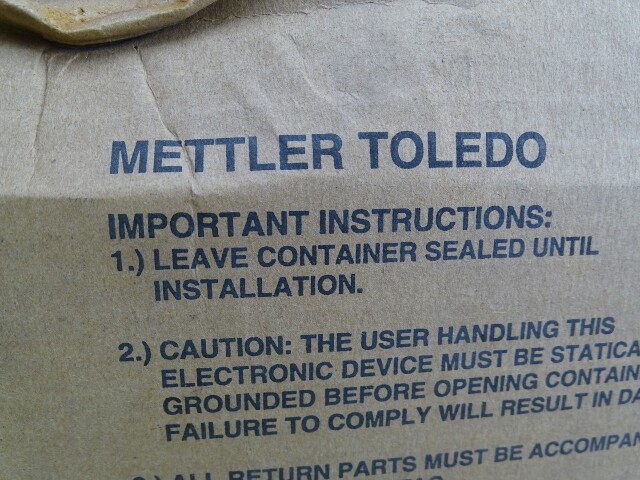 METTLER TOLEDO
IMPORTANT INSTRUCTIONS:
1.) LEAVE CONTAINER SEALED UNTIL
INSTALLATION.
2.) CAUTION: THE USER HANDLING THIS
ELECTRONIC DEVICE MUST BE STATICA
GROUNDED BEFORE OPENING CONTAIN
FAILURE TO COMPLY WILL RESULT IN DA
ALL RETURN PARTS MUST BE ACCOMPAN